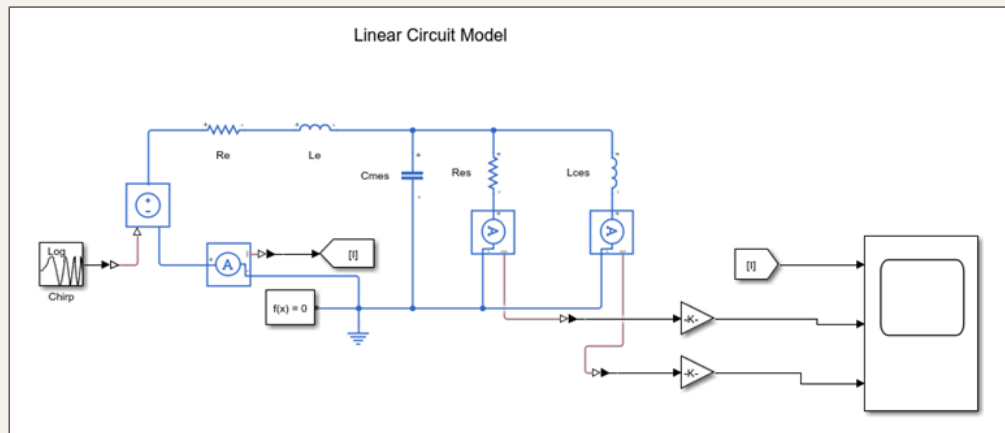 Linear Circuit Model
Re
Le
Cmes
Res
Lces
Log
Chirp
A
[I]
A
A
f(x) = 0
[I]
-K-
-K-